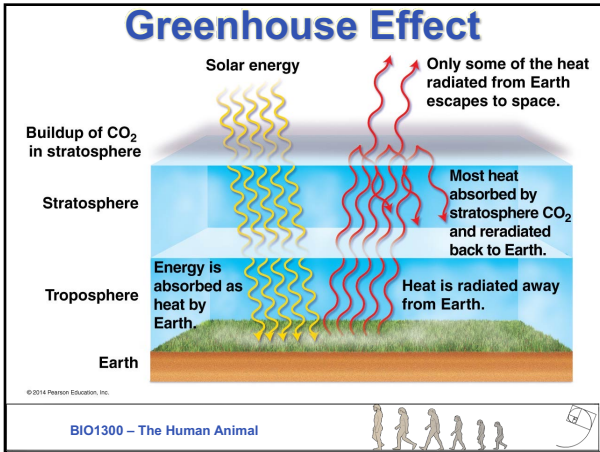 Greenhouse Effect
Solar energy
Only some of the heat
radiated from Earth
escapes to space.
Buildup of CO₂
in stratosphere
Stratosphere
Most heat
absorbed by
stratosphere CO₂
and reradiated
back to Earth.
Energy is
absorbed as
heat by
Earth.
Troposphere
Heat is radiated away
from Earth.
Earth
© 2014 Pearson Education, Inc.
BIO1300 – The Human Animal